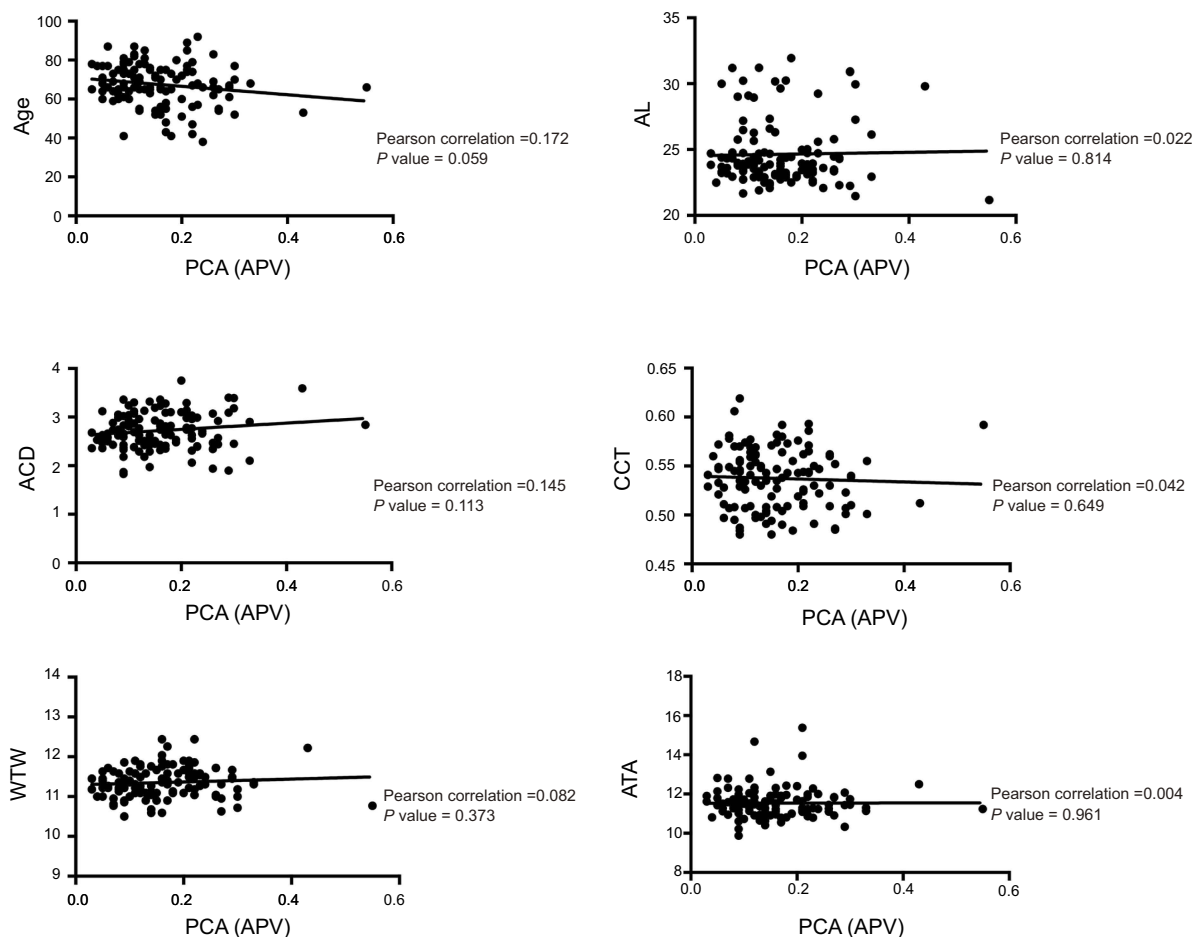 100
80
60
40
20
0
Age
0.0 0.2 0.4 0.6
PCA (APV)
Pearson correlation =0.172
P value = 0.059
35
30
25
20
AL
0.0 0.2 0.4 0.6
PCA (APV)
Pearson correlation =0.022
P value = 0.814
4
3
2
1
0
ACD
0.0 0.2 0.4 0.6
PCA (APV)
Pearson correlation =0.145
P value = 0.113
0.65
0.60
0.55
0.50
0.45
CCT
0.0 0.2 0.4 0.6
PCA (APV)
Pearson correlation =0.042
P value = 0.649
14
13
12
11
10
9
WTW
0.0 0.2 0.4 0.6
PCA (APV)
Pearson correlation =0.082
P value = 0.373
18
16
14
12
10
8
ATA
0.0 0.2 0.4 0.6
PCA (APV)
Pearson correlation =0.004
P value = 0.961